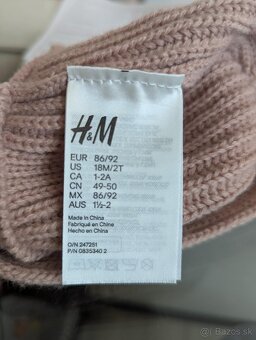 H&M
EUR 86/92
US 18M/2T
CA 1-2A
CN 49-50
MX 86/92
AUS 1½-2
Made in China
Fabriqué en Chine
Hecho en China
O/N 247251
P/N 0835340 2
© Bazos.sk